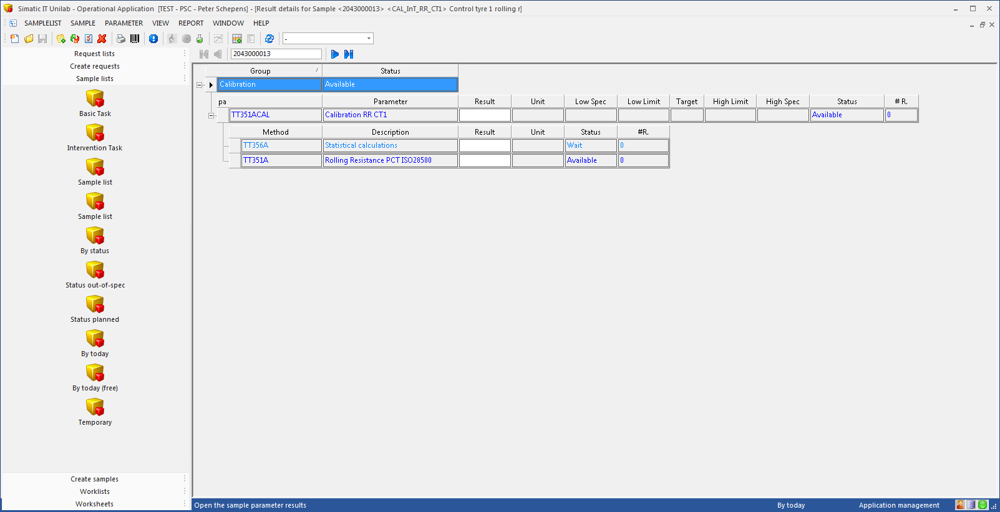 Simatic IT Unilab - Operational Application [TEST - PSC - Peter Schepens] - [Result details for Sample <2043000013> <CAL_InT_RR_CT1> Control tyre 1 rolling r]
SAMPLELIST SAMPLE PARAMETER VIEW REPORT WINDOW HELP
-
Request lists
Create requests
Sample lists
Basic Task
Intervention Task
Sample list
Sample list
By status
Status out-of-spec
Status planned
By today
By today (free)
Temporary
Create samples
Worklists
Worksheets
2043000013
Group Status
Calibration Available
pa Parameter Result Unit Low Spec Low Limit Target High Limit High Spec Status # R.
TT351ACAL Calibration RR CT1 Available 0
Method Description Result Unit Status #R.
TT356A Statistical calculations Wait 0
TT351A Rolling Resistance PCT ISO28580 Available 0
Open the sample parameter results By today Application management